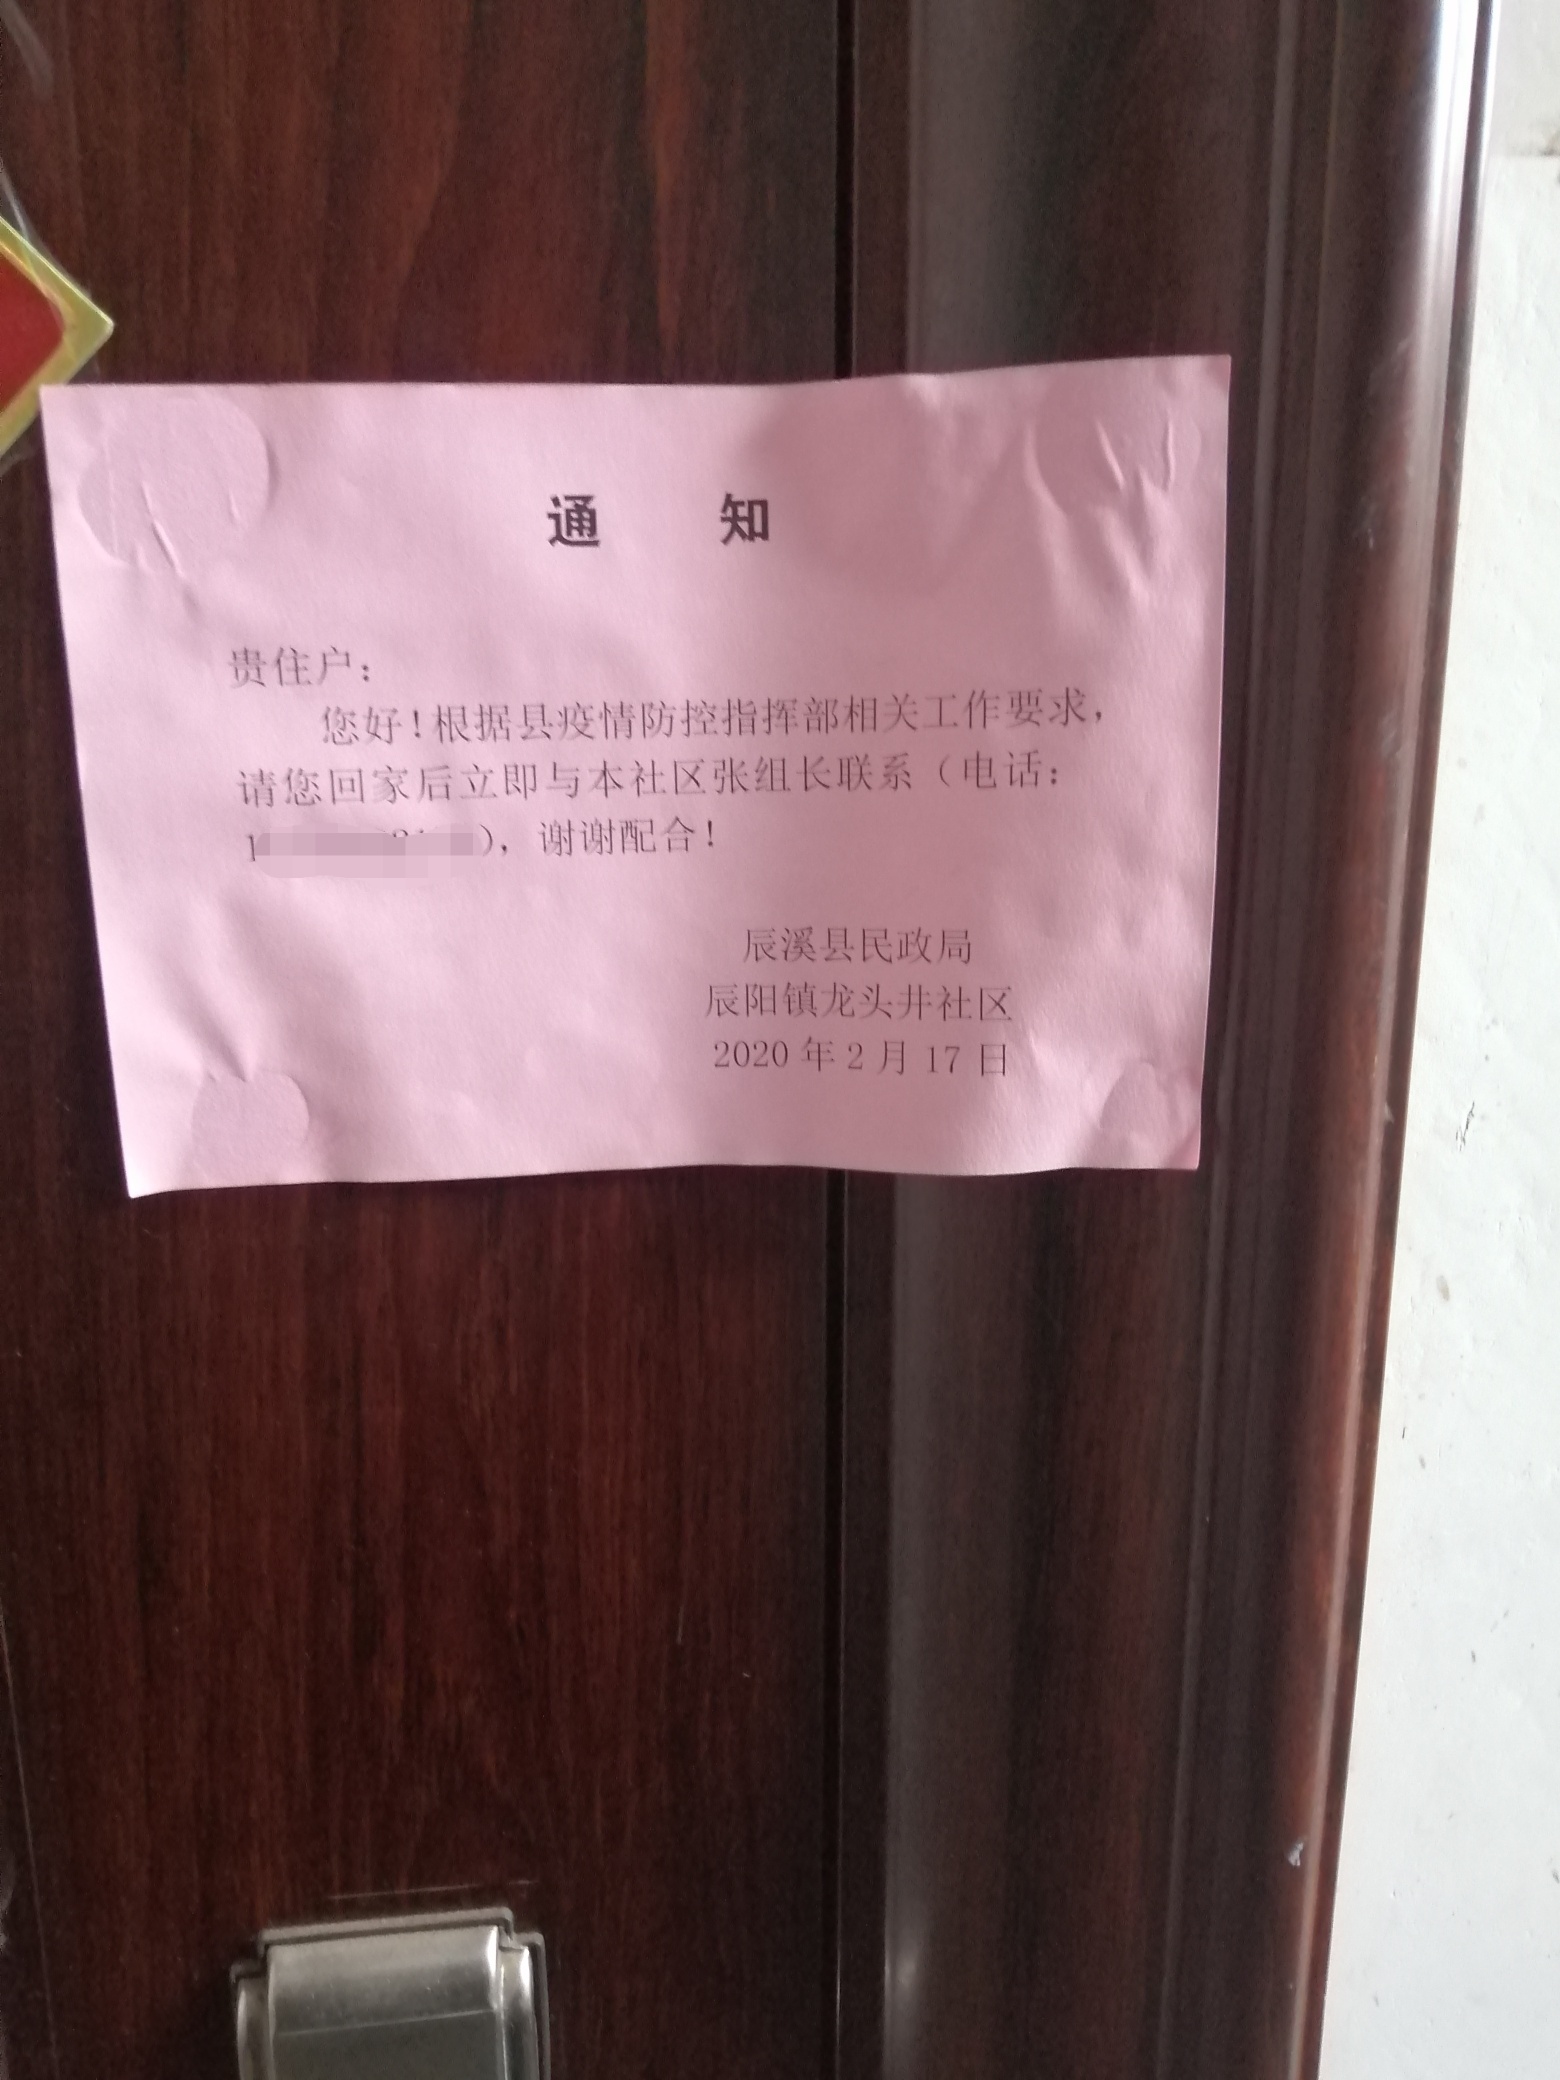 通 知
贵住户：
您好！根据县疫情防控指挥部相关工作要求，
请您回家后立即与本社区张组长联系（电话：
1），谢谢配合！
辰溪县民政局
辰阳镇龙头井社区
2020 年 2 月 17 日